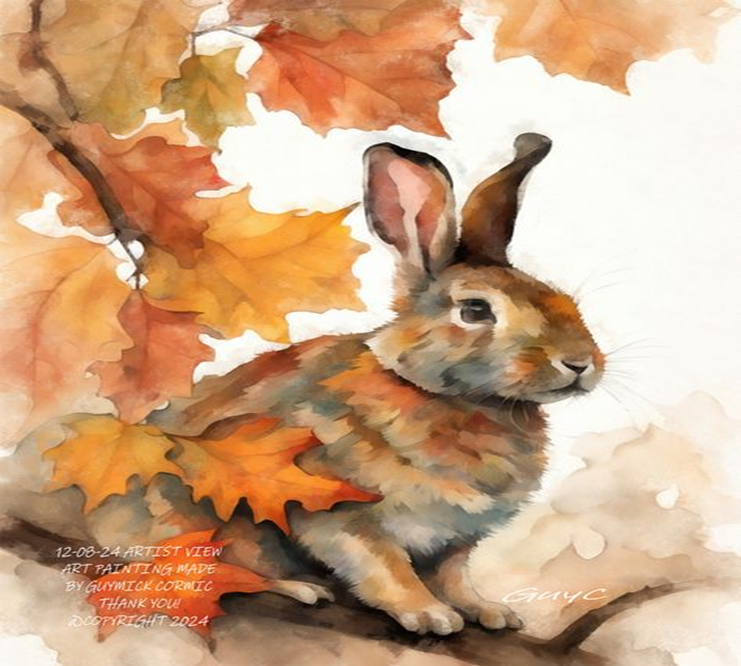 12-08-24 ARTIST VIEW
ART PAINTING MADE
BY GUYMICK CORMIC
THANK YOU!!
©COPYRIGHT 2024
GUYC